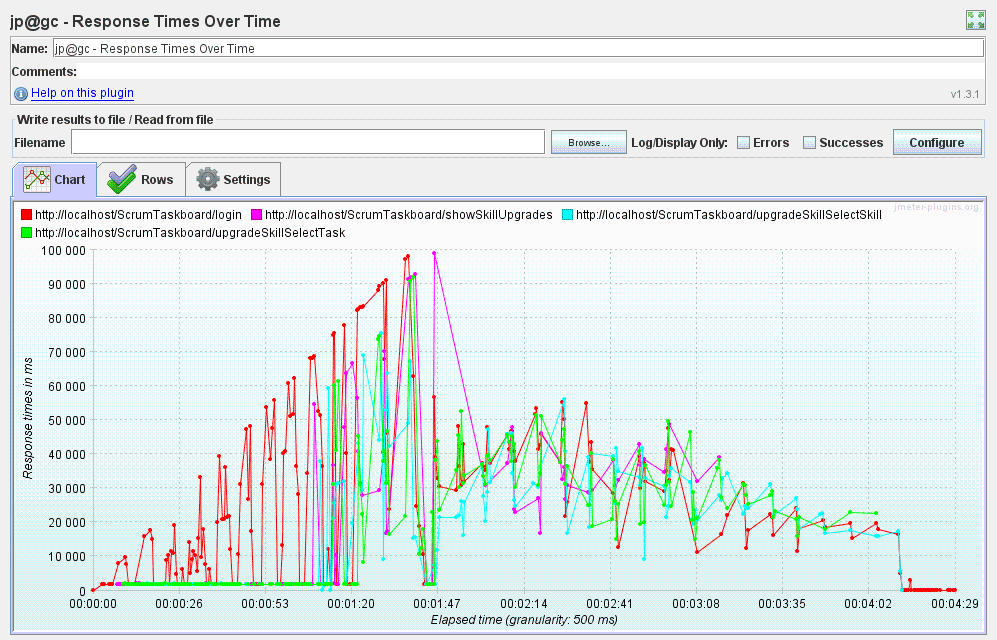 jp@gc - Response Times Over Time
Name: jp@gc - Response Times Over Time
Comments:
Help on this plugin
v1.3.1
Write results to file / Read from file
Filename Browse... Log/Display Only: Errors Successes Configure
Chart Rows Settings
http://localhost/ScrumTaskboard/login http://localhost/ScrumTaskboard/showSkillUpgrades http://localhost/ScrumTaskboard/upgradeSkillSelectSkill
jmeter-plugins.org
http://localhost/ScrumTaskboard/upgradeSkillSelectTask
100 000
90 000
80 000
70 000
60 000
50 000
40 000
30 000
20 000
10 000
0
Response times in ms
00:00:00 00:00:26 00:00:53 00:01:20 00:01:47 00:02:14 00:02:41 00:03:08 00:03:35 00:04:02 00:04:29
Elapsed time (granularity: 500 ms)